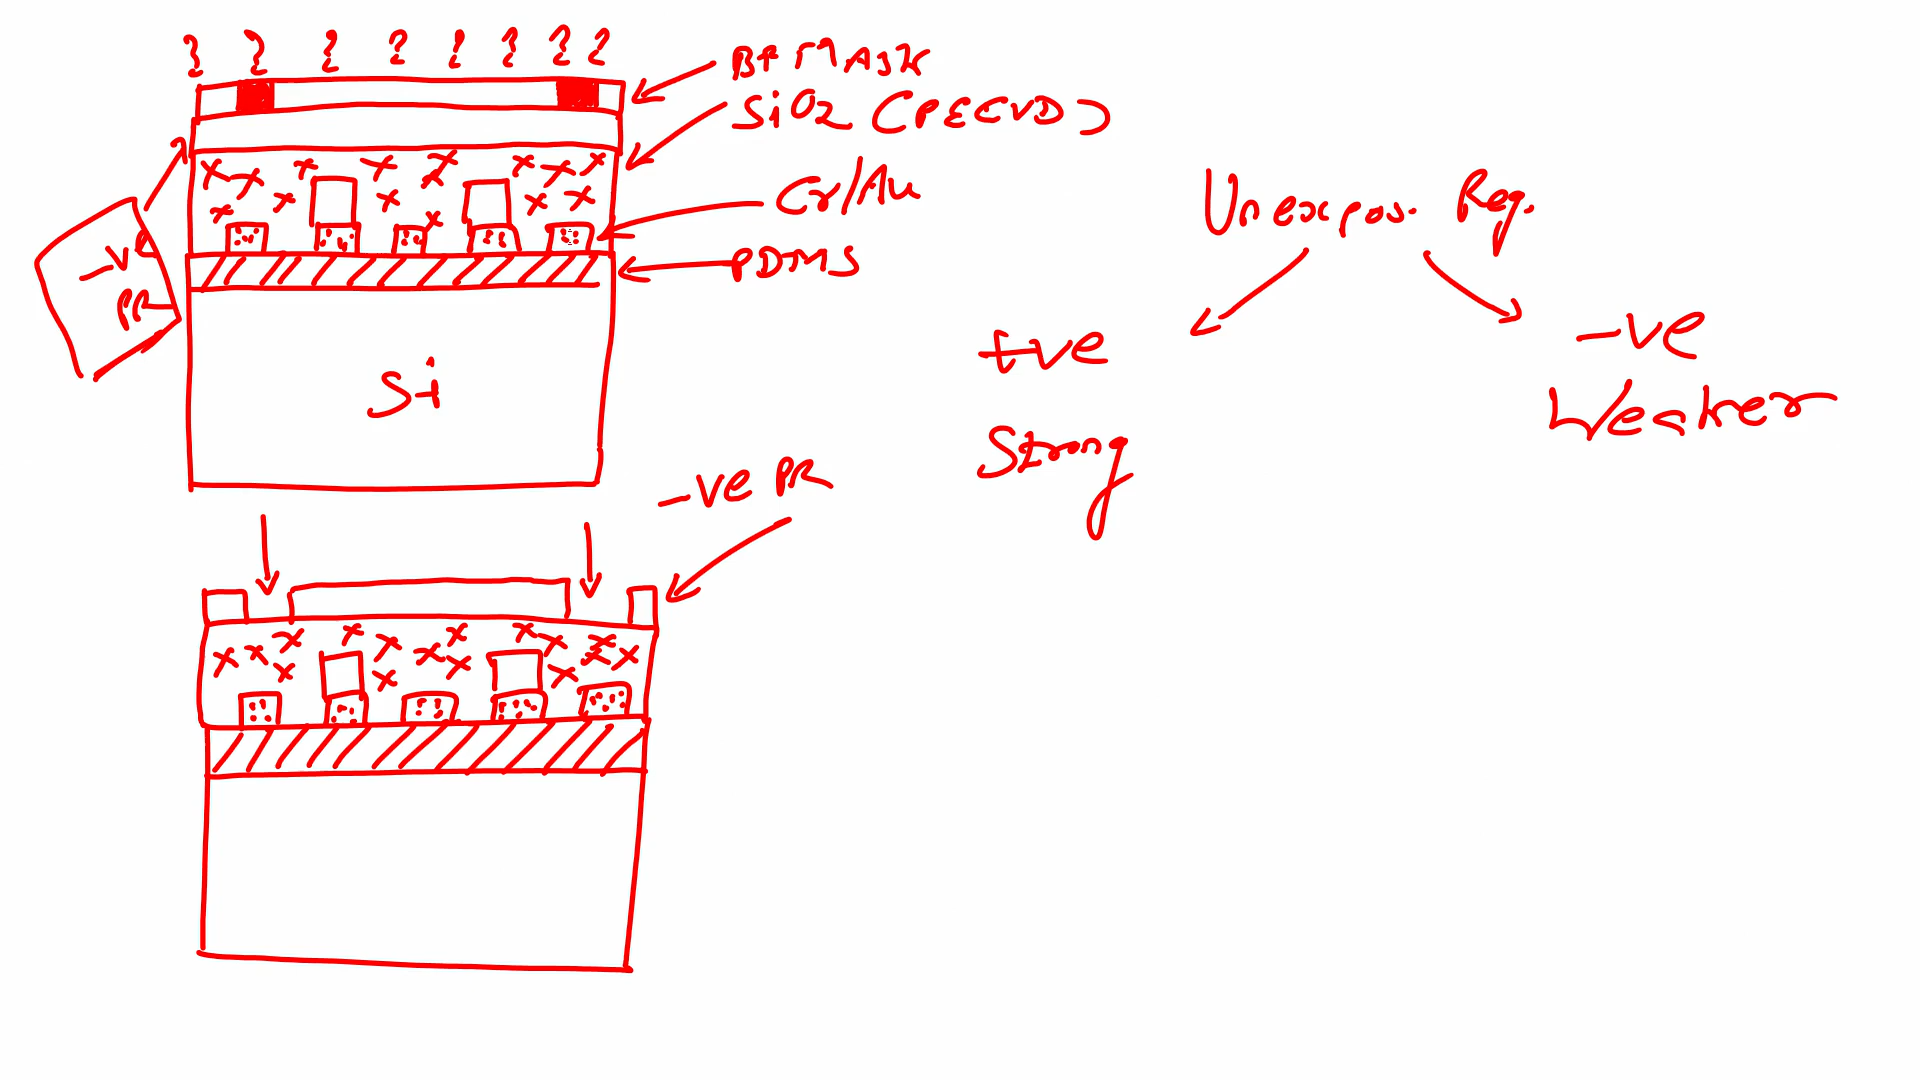 BF MASK
SiO2 (PECVD)
Cr/Au
PDMS
-ve
PR
Si
Unexpos. Reg.
+ve
Strong
-ve
Weaker
-ve PR